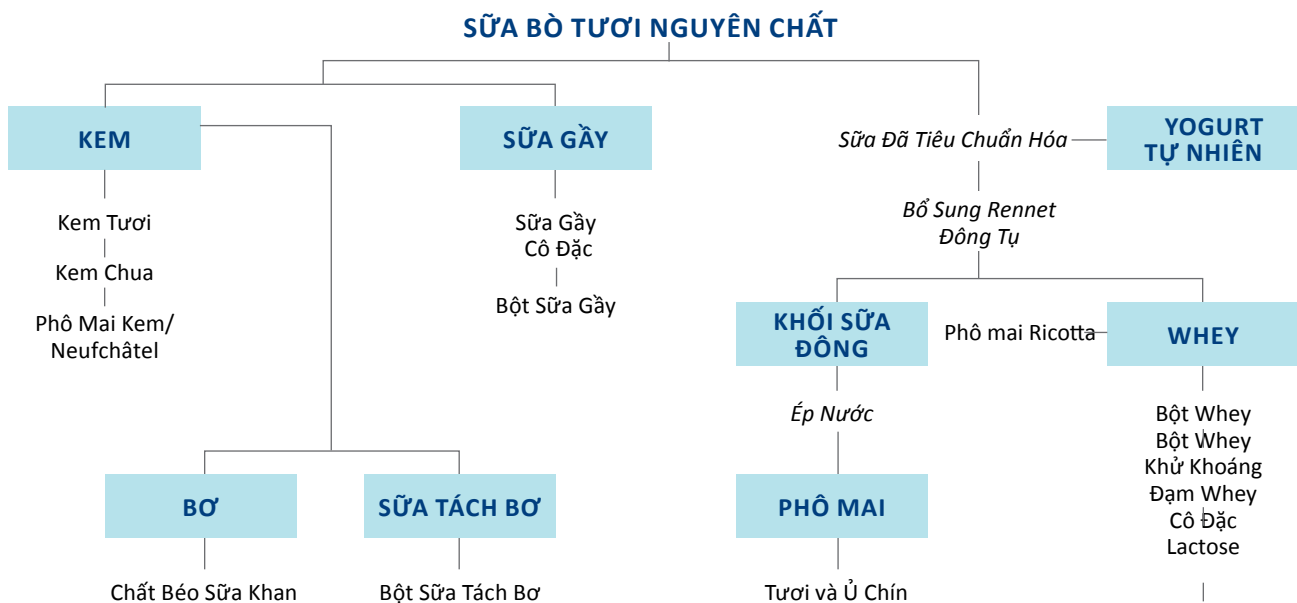 SỮA BÒ TƯƠI NGUYÊN CHẤT
KEM
SỮA GẦY
Sữa Đã Tiêu Chuẩn Hóa
YOGURT
TỰ NHIÊN
Kem Tươi
Kem Chua
Phô Mai Kem/
Neufchâtel
Sữa Gầy
Cô Đặc
Bột Sữa Gầy
Bổ Sung Rennet
Đông Tụ
KHỐI SỮA
ĐÔNG
Phô mai Ricotta
WHEY
Ép Nước
Bột Whey
Bột Whey
Khử Khoáng
Đạm Whey
Cô Đặc
Lactose
BƠ
SỮA TÁCH BƠ
PHÔ MAI
Chất Béo Sữa Khan
Bột Sữa Tách Bơ
Tươi và Ủ Chín